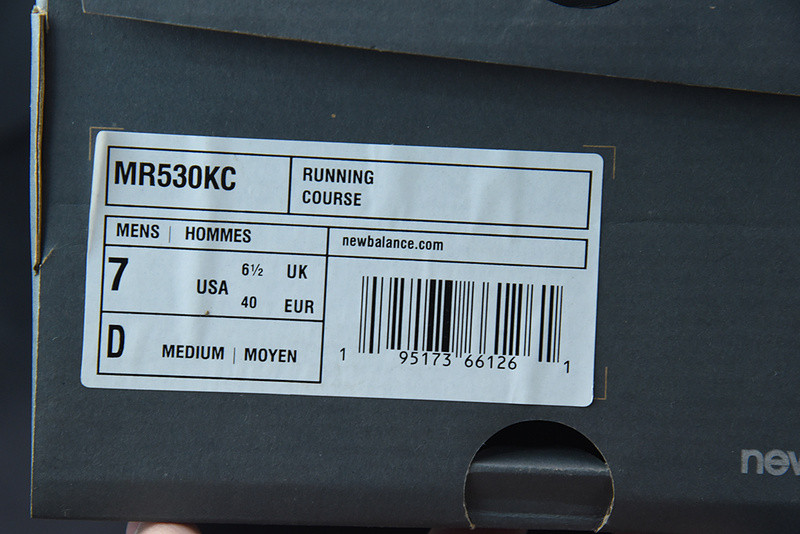 MR530KC
RUNNING
COURSE
MENS | HOMMES
newbalance.com
7 USA 6½ UK
40 EUR
D MEDIUM | MOYEN
1 95173 66126 1
new